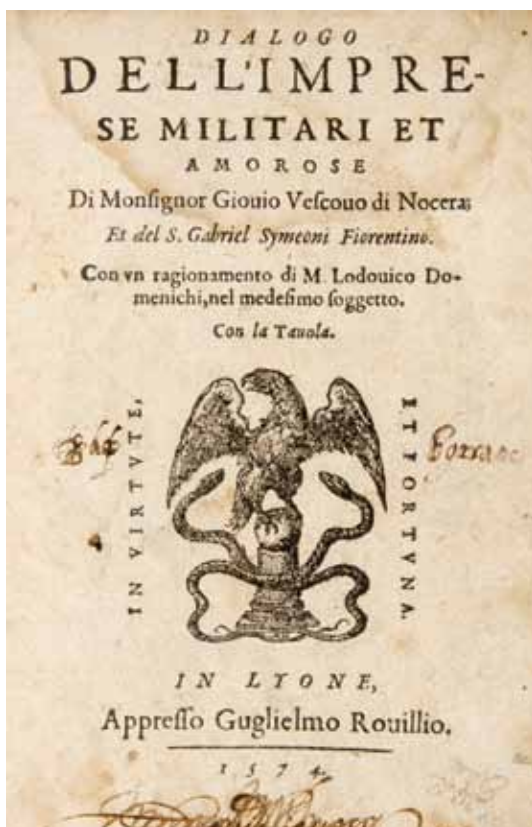 DIALOGO
DELL'IMPRE-
SE MILITARI ET
AMOROSE
Di Monſignor Giouio Veſcouo di Nocera;
Et del S. Gabriel Symeoni Fiorentino.
Con vn ragionamento di M. Lodouico Do-
menichi, nel medeſimo ſoggetto.
Con la Tauola.
IN VIRTVTE,
ET FORTVNA.
IN LYONE,
Appreſſo Guglielmo Rouillio.
1574.